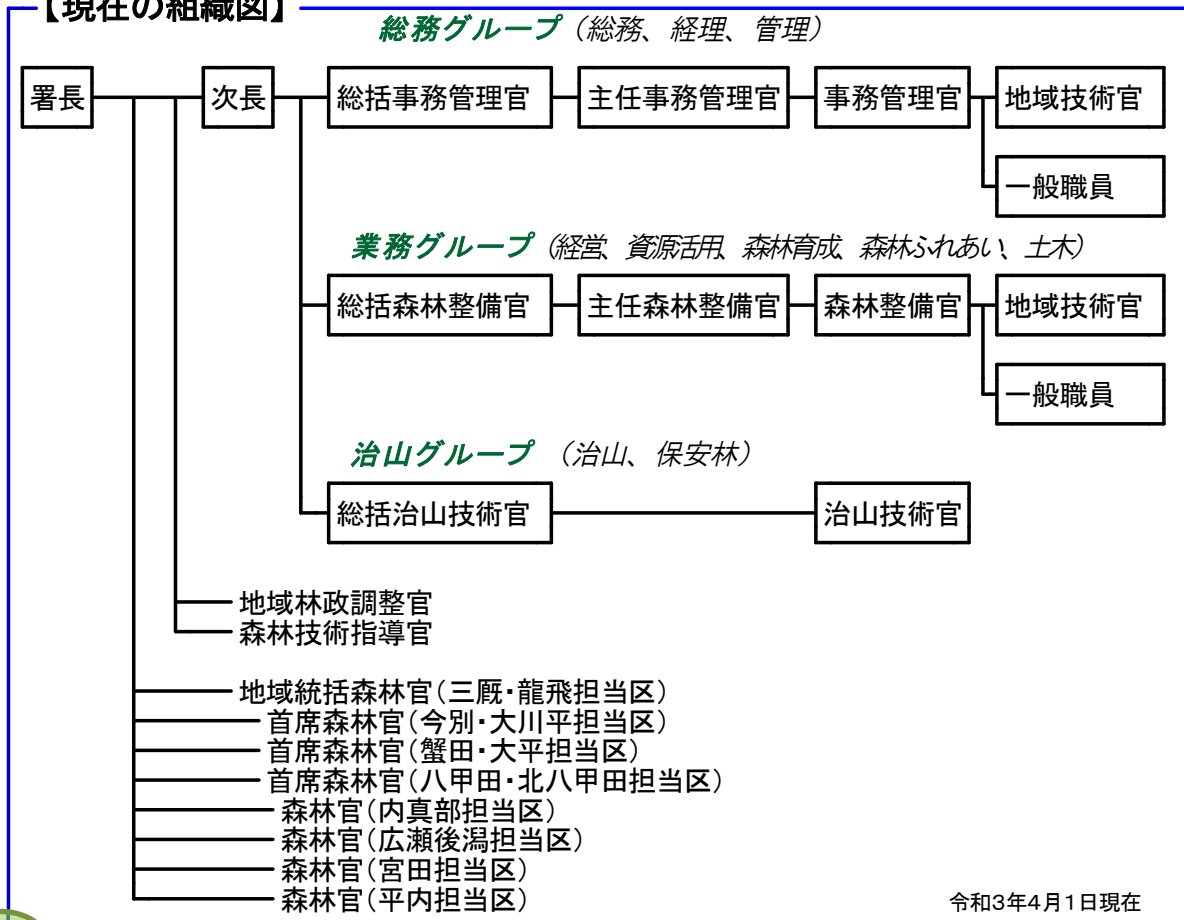 【現在の組織図】
総務グループ（総務、経理、管理）
署長 次長 総括事務管理官 主任事務管理官 事務管理官 地域技術官
一般職員
業務グループ（経営、資源活用、森林育成、森林ふれあい、土木）
総括森林整備官 主任森林整備官 森林整備官 地域技術官
一般職員
治山グループ （治山、保安林）
総括治山技術官 治山技術官
地域林政調整官
森林技術指導官
地域統括森林官（三厩・龍飛担当区）
首席森林官（今別・大川平担当区）
首席森林官（蟹田・大平担当区）
首席森林官（八甲田・北八甲田担当区）
森林官（内真部担当区）
森林官（広瀬後潟担当区）
森林官（宮田担当区）
森林官（平内担当区）
令和3年4月1日現在